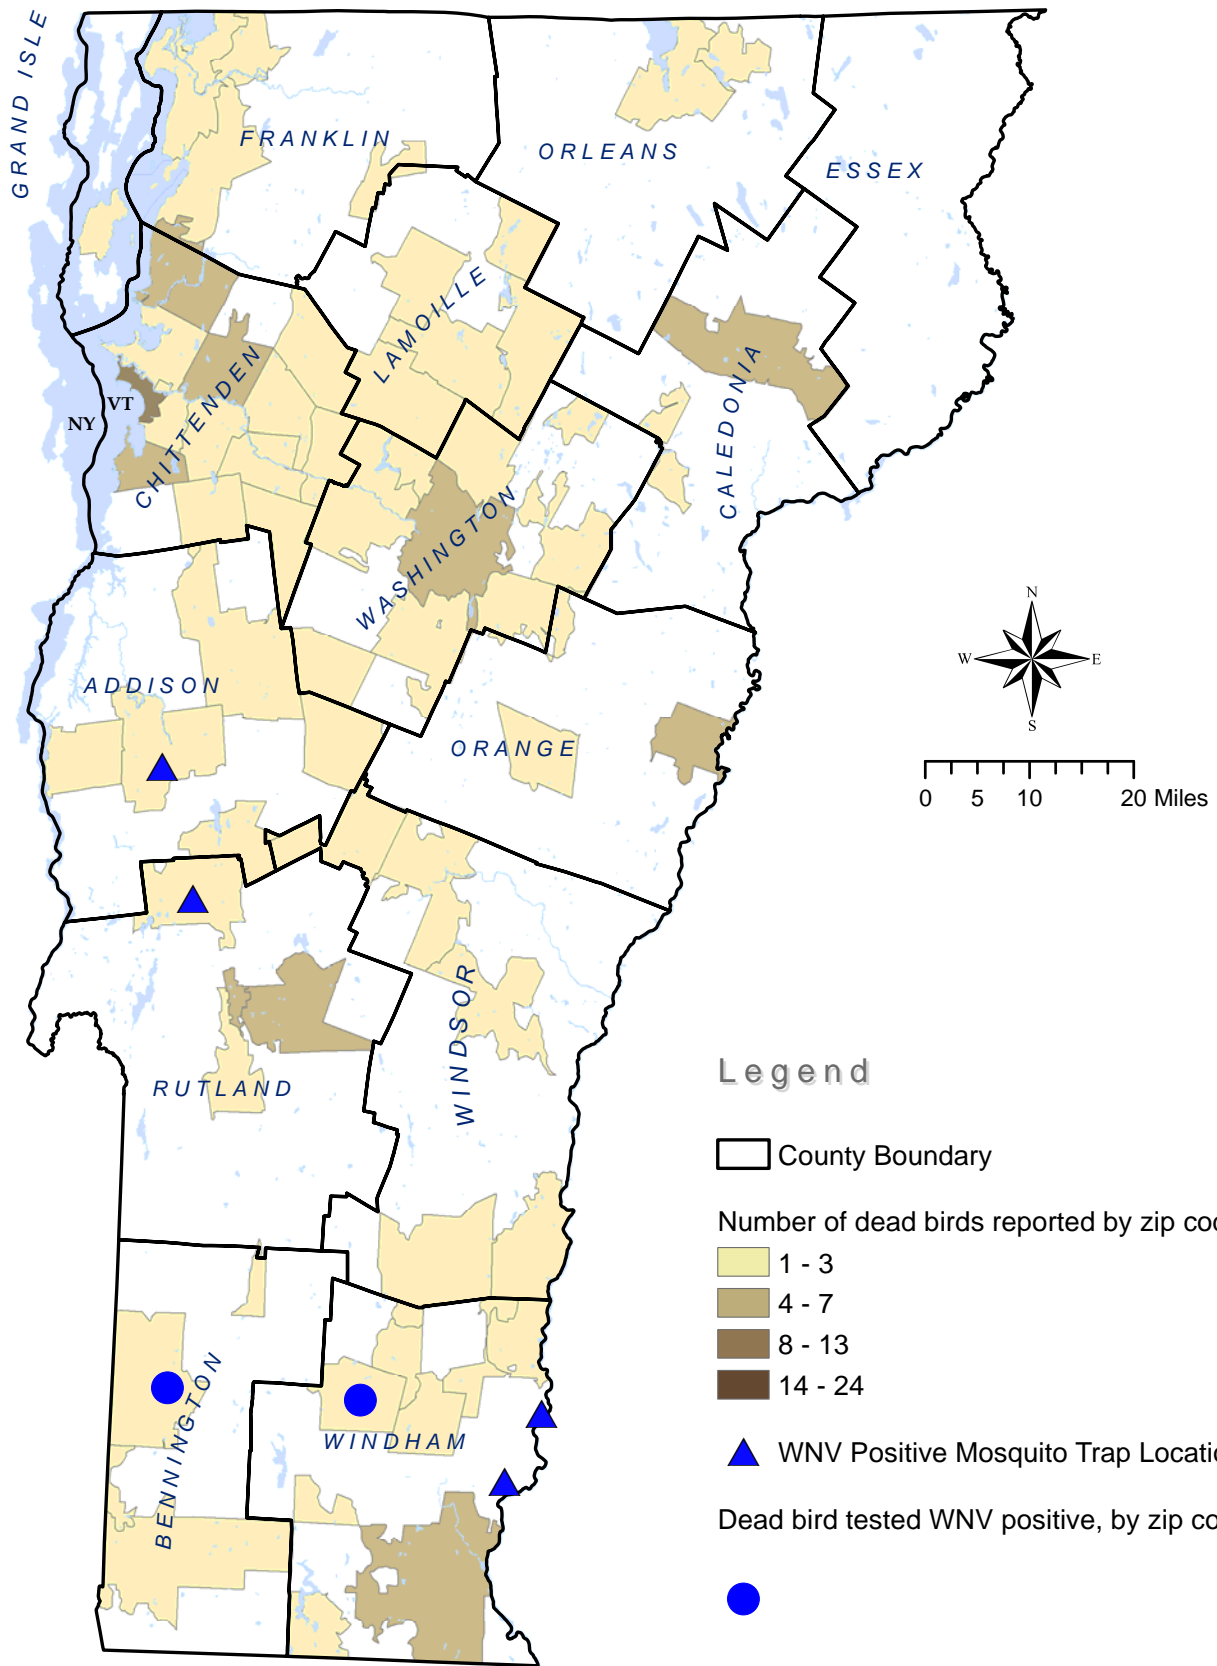 GRAND ISLE
FRANKLIN
ORLEANS
ESSEX
LAMOILLE
CALEDONIA
CHITTENDEN
VT
NY
WASHINGTON
ADDISON
ORANGE
N
W E
S
0 5 10 20 Miles
WINDSOR
RUTLAND
BENNINGTON
WINDHAM
Legend
County Boundary
Number of dead birds reported by zip coo
1 - 3
4 - 7
8 - 13
14 - 24
WNV Positive Mosquito Trap Locatio
Dead bird tested WNV positive, by zip co